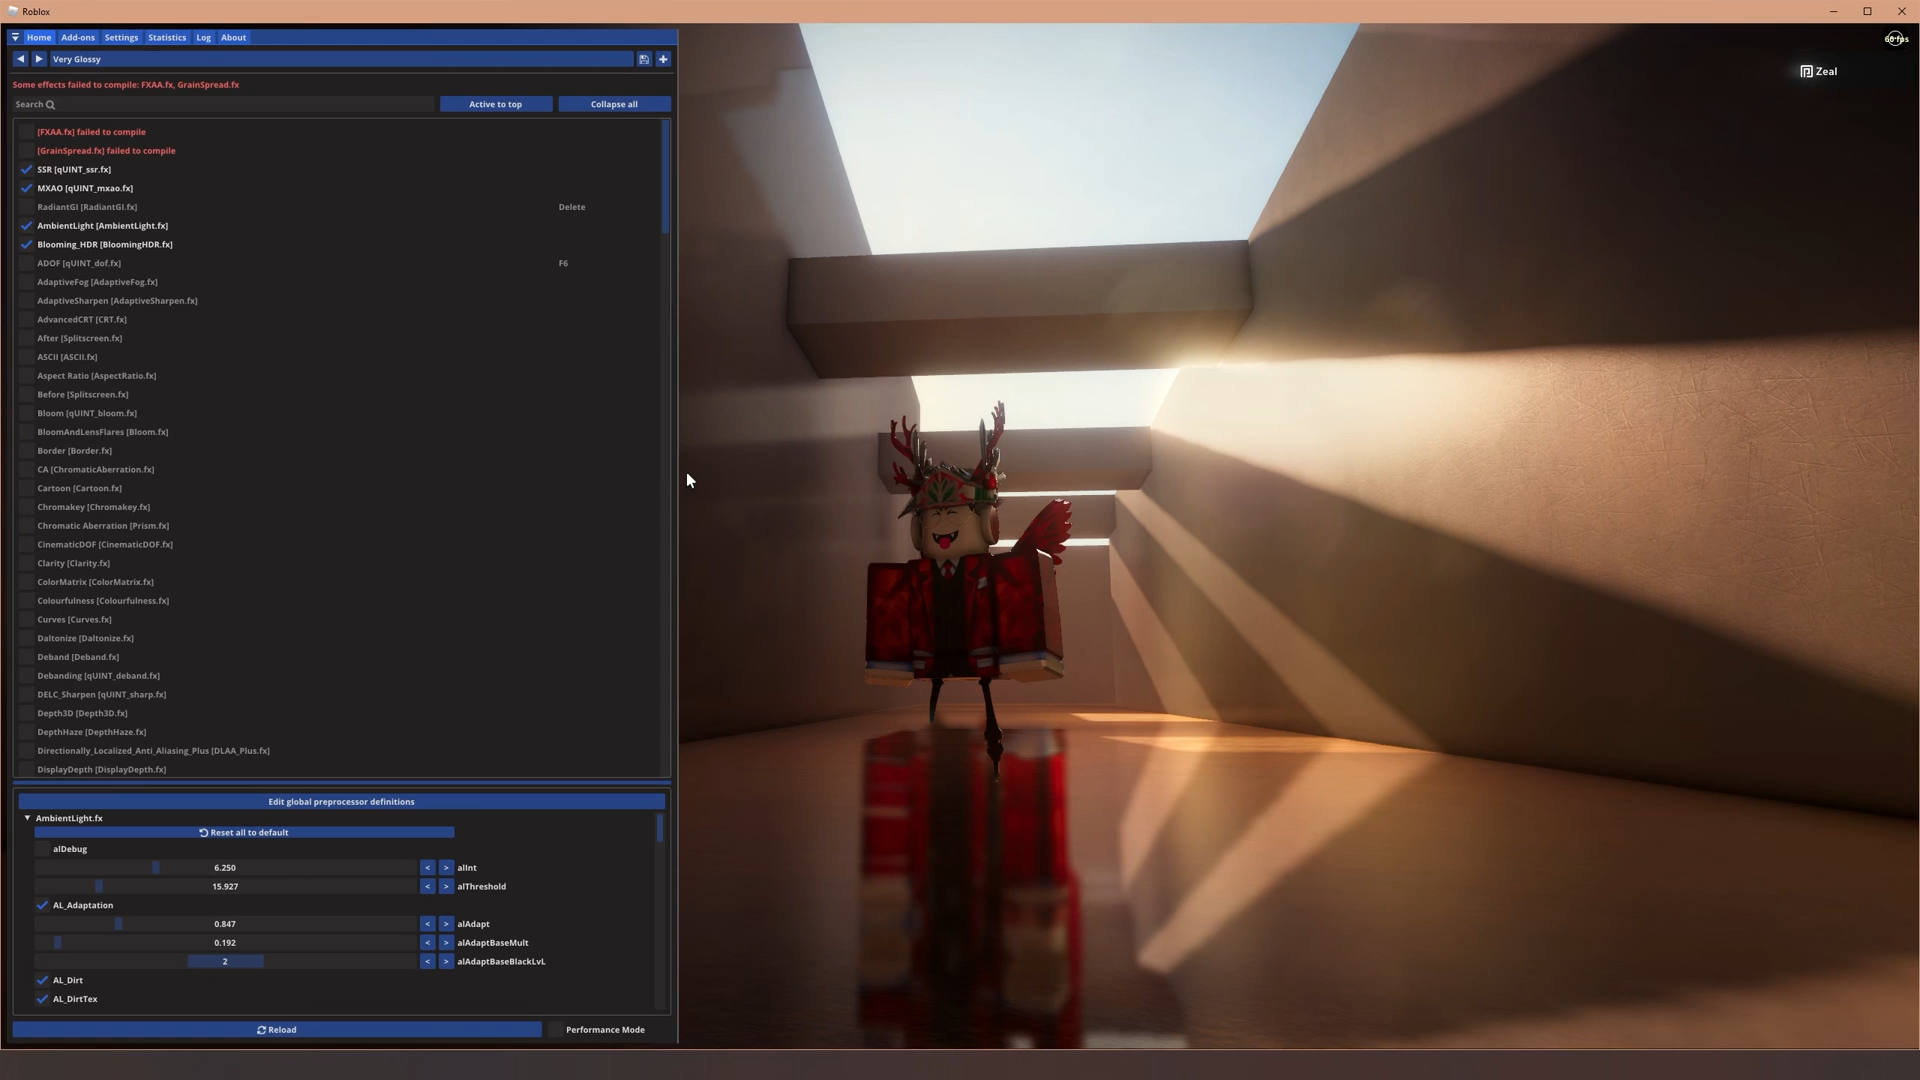 Roblox
Home Add-ons Settings Statistics Log About
Very Glossy
60 fps
Zeal
Some effects failed to compile: FXAA.fx, GrainSpread.fx
Search Active to top Collapse all
[FXAA.fx] failed to compile
[GrainSpread.fx] failed to compile
SSR [qUINT_ssr.fx]
MXAO [qUINT_mxao.fx]
RadiantGI [RadiantGI.fx] Delete
AmbientLight [AmbientLight.fx]
Blooming_HDR [BloomingHDR.fx]
ADOF [qUINT_dof.fx] F6
AdaptiveFog [AdaptiveFog.fx]
AdaptiveSharpen [AdaptiveSharpen.fx]
AdvancedCRT [CRT.fx]
After [Splitscreen.fx]
ASCII [ASCII.fx]
Aspect Ratio [AspectRatio.fx]
Before [Splitscreen.fx]
Bloom [qUINT_bloom.fx]
BloomAndLensFlares [Bloom.fx]
Border [Border.fx]
CA [ChromaticAberration.fx]
Cartoon [Cartoon.fx]
Chromakey [Chromakey.fx]
Chromatic Aberration [Prism.fx]
CinematicDOF [CinematicDOF.fx]
Clarity [Clarity.fx]
ColorMatrix [ColorMatrix.fx]
Colourfulness [Colourfulness.fx]
Curves [Curves.fx]
Daltonize [Daltonize.fx]
Deband [Deband.fx]
Debanding [qUINT_deband.fx]
DELC_Sharpen [qUINT_sharp.fx]
Depth3D [Depth3D.fx]
DepthHaze [DepthHaze.fx]
Directionally_Localized_Anti_Aliasing_Plus [DLAA_Plus.fx]
DisplayDepth [DisplayDepth.fx]
Edit global preprocessor definitions
AmbientLight.fx
Reset all to default
alDebug
6.250 < > alInt
15.927 < > alThreshold
AL_Adaptation
0.847 < > alAdapt
0.192 < > alAdaptBaseMult
2 < > alAdaptBaseBlackLvL
AL_Dirt
AL_DirtTex
Reload Performance Mode